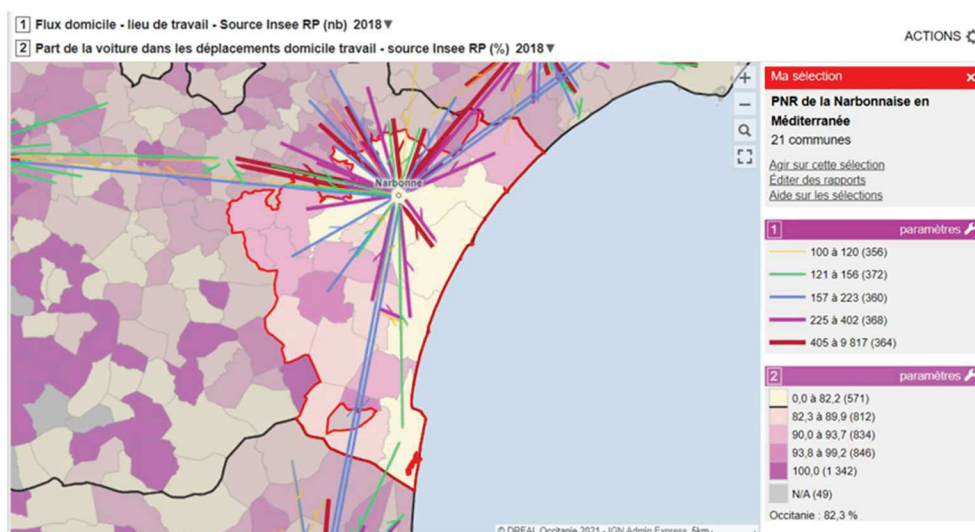 1 Flux domicile - lieu de travail - Source Insee RP (nb) 2018▼
2 Part de la voiture dans les déplacements domicile travail - source Insee RP (%) 2018▼
ACTIONS
Narbonne
+
−
Ma sélection ×
PNR de la Narbonnaise en
Méditerranée
21 communes
Agir sur cette sélection
Éditer des rapports
Aide sur les sélections
1 paramètres
100 à 120 (356)
121 à 156 (372)
157 à 223 (360)
225 à 402 (368)
405 à 9 817 (364)
2 paramètres
0,0 à 82,2 (571)
82,3 à 89,9 (812)
90,0 à 93,7 (834)
93,8 à 99,2 (846)
100,0 (1 342)
N/A (49)
Occitanie : 82,3 %
© DREAL Occitanie 2021 - IGN Admin Express 5km